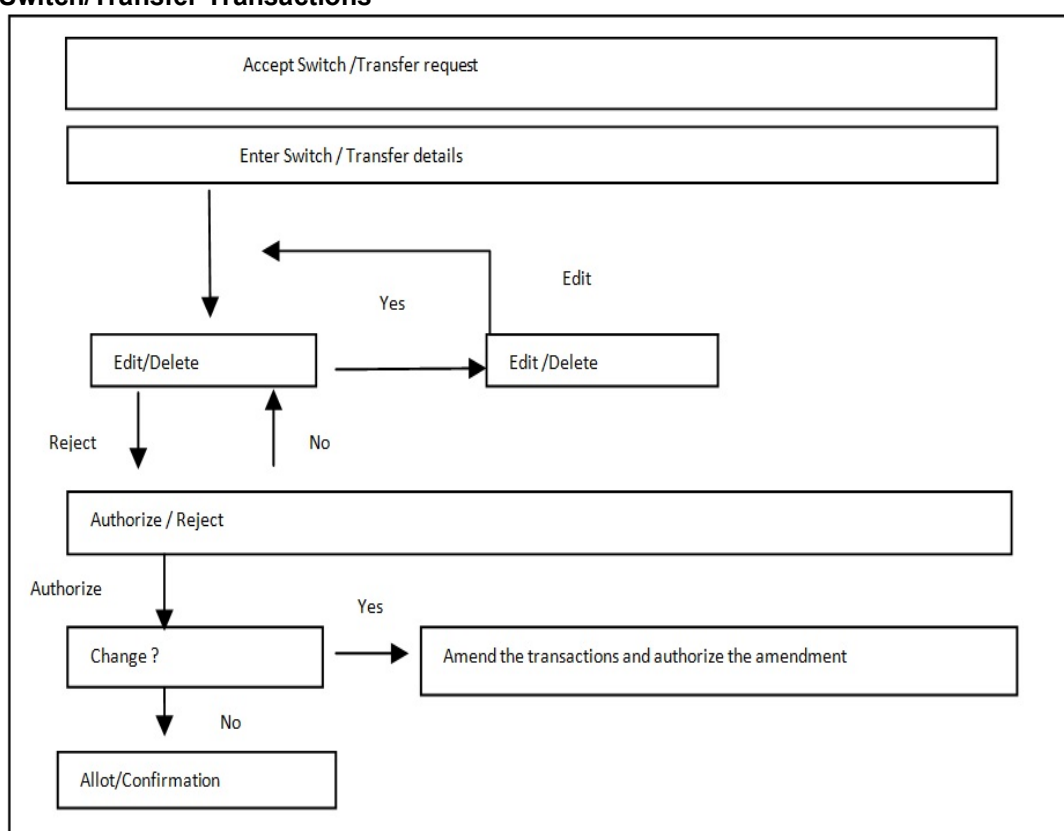 Switch/Transfer Transactions
Accept Switch /Transfer request
Enter Switch / Transfer details
Edit
Yes
Edit/Delete
Edit /Delete
Reject
No
Authorize / Reject
Authorize
Yes
Change ?
Amend the transactions and authorize the amendment
No
Allot/Confirmation